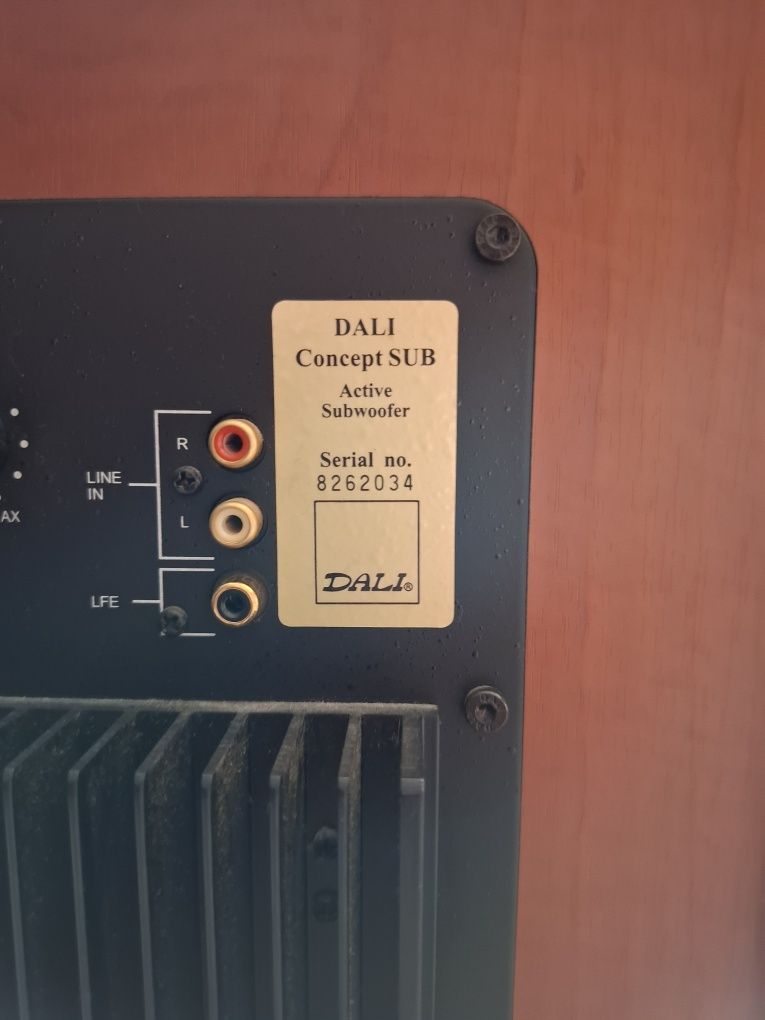 DALI
Concept SUB
Active
Subwoofer
Serial no.
8262034
DALI®
R
LINE
IN
L
AX
LFE